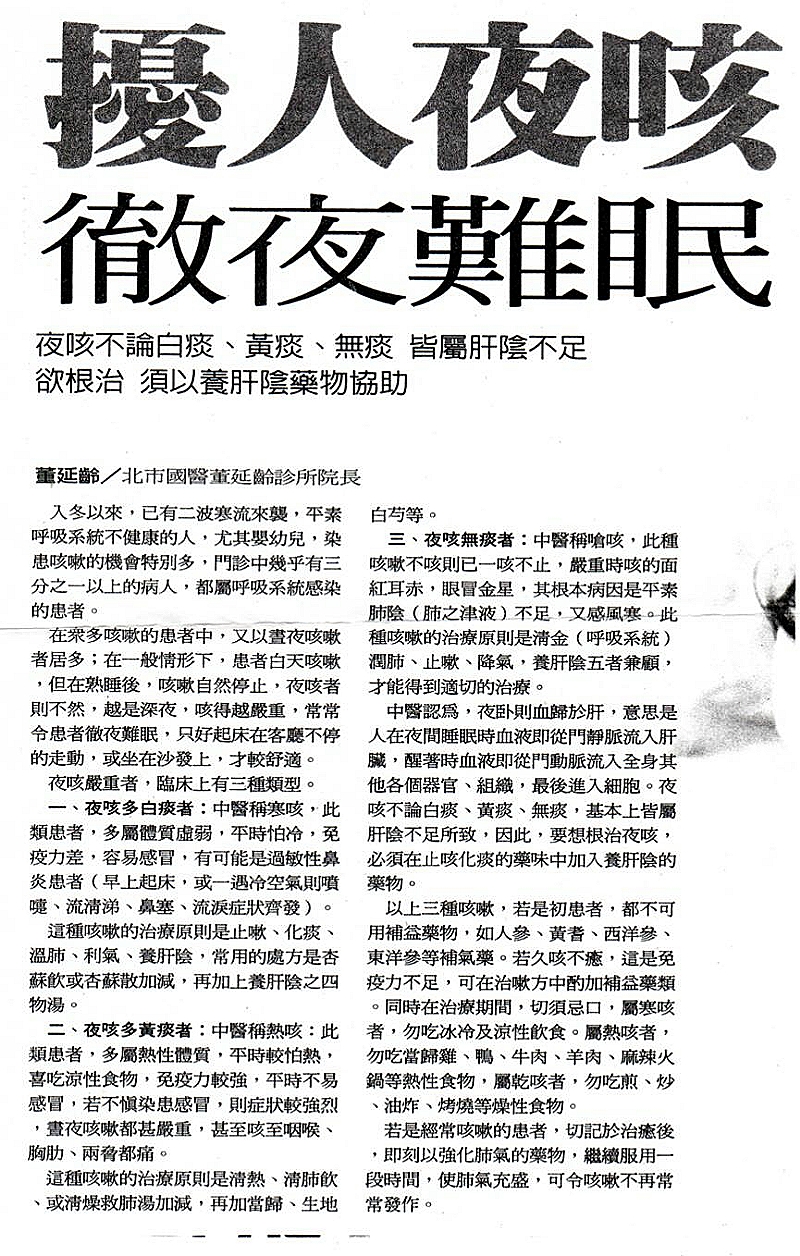 擾人夜咳
徹夜難眠
夜咳不論白痰、黃痰、無痰 皆屬肝陰不足
欲根治 須以養肝陰藥物協助
董延齡／北市國醫董延齡診所院長
入冬以來，已有二波寒流來襲，平素
呼吸系統不健康的人，尤其嬰幼兒，染
患咳嗽的機會特別多，門診中幾乎有三
分之一以上的病人，都屬呼吸系統感染
的患者。
在衆多咳嗽的患者中，又以晝夜咳嗽
者居多；在一般情形下，患者白天咳嗽
，但在熟睡後，咳嗽自然停止，夜咳者
則不然，越是深夜，咳得越嚴重，常常
令患者徹夜難眠，只好起床在客廳不停
的走動，或坐在沙發上，才較舒適。
夜咳嚴重者，臨床上有三種類型。
一、夜咳多白痰者：中醫稱寒咳，此
類患者，多屬體質虛弱，平時怕冷，免
疫力差，容易感冒，有可能是過敏性鼻
炎患者（早上起床，或一遇冷空氣則噴
嚏、流清涕、鼻塞、流淚症狀齊發）。
這種咳嗽的治療原則是止嗽、化痰、
溫肺、利氣、養肝陰，常用的處方是杏
蘇飲或杏蘇散加減，再加上養肝陰之四
物湯。
二、夜咳多黃痰者：中醫稱熱咳：此
類患者，多屬熱性體質，平時較怕熱，
喜吃涼性食物，免疫力較強，平時不易
感冒，若不愼染患感冒，則症狀較強烈
，晝夜咳嗽都甚嚴重，甚至咳至咽喉、
胸肋、兩脅都痛。
這種咳嗽的治療原則是清熱、清肺飲
、或清燥救肺湯加減，再加當歸、生地
白芍等。
三、夜咳無痰者：中醫稱嗆咳，此種
咳嗽不咳則已一咳不止，嚴重時咳的面
紅耳赤，眼冒金星，其根本病因是平素
肺陰（肺之津液）不足，又感風寒。此
種咳嗽的治療原則是清金（呼吸系統）
潤肺、止嗽、降氣，養肝陰五者兼顧，
才能得到適切的治療。
中醫認爲，夜卧則血歸於肝，意思是
人在夜間睡眠時血液即從門靜脈流入肝
臟，醒著時血液即從門動脈流入全身其
他各個器官、組織，最後進入細胞。夜
咳不論白痰、黃痰、無痰，基本上皆屬
肝陰不足所致，因此，要想根治夜咳，
必須在止咳化痰的藥味中加入養肝陰的
藥物。
以上三種咳嗽，若是初患者，都不可
用補益藥物，如人參、黃耆、西洋參、
東洋參等補氣藥。若久咳不癒，這是免
疫力不足，可在治嗽方中酌加補益藥類
。同時在治療期間，切須忌口，屬寒咳
者，勿吃冰冷及涼性飲食。屬熱咳者，
勿吃當歸雞、鴨、牛肉、羊肉、麻辣火
鍋等熱性食物，屬乾咳者，勿吃煎、炒
、油炸、烤燒等燥性食物。
若是經常咳嗽的患者，切記於治癒後
，即刻以強化肺氣的藥物，繼續服用一
段時間，使肺氣充盛，可令咳嗽不再常
常發作。